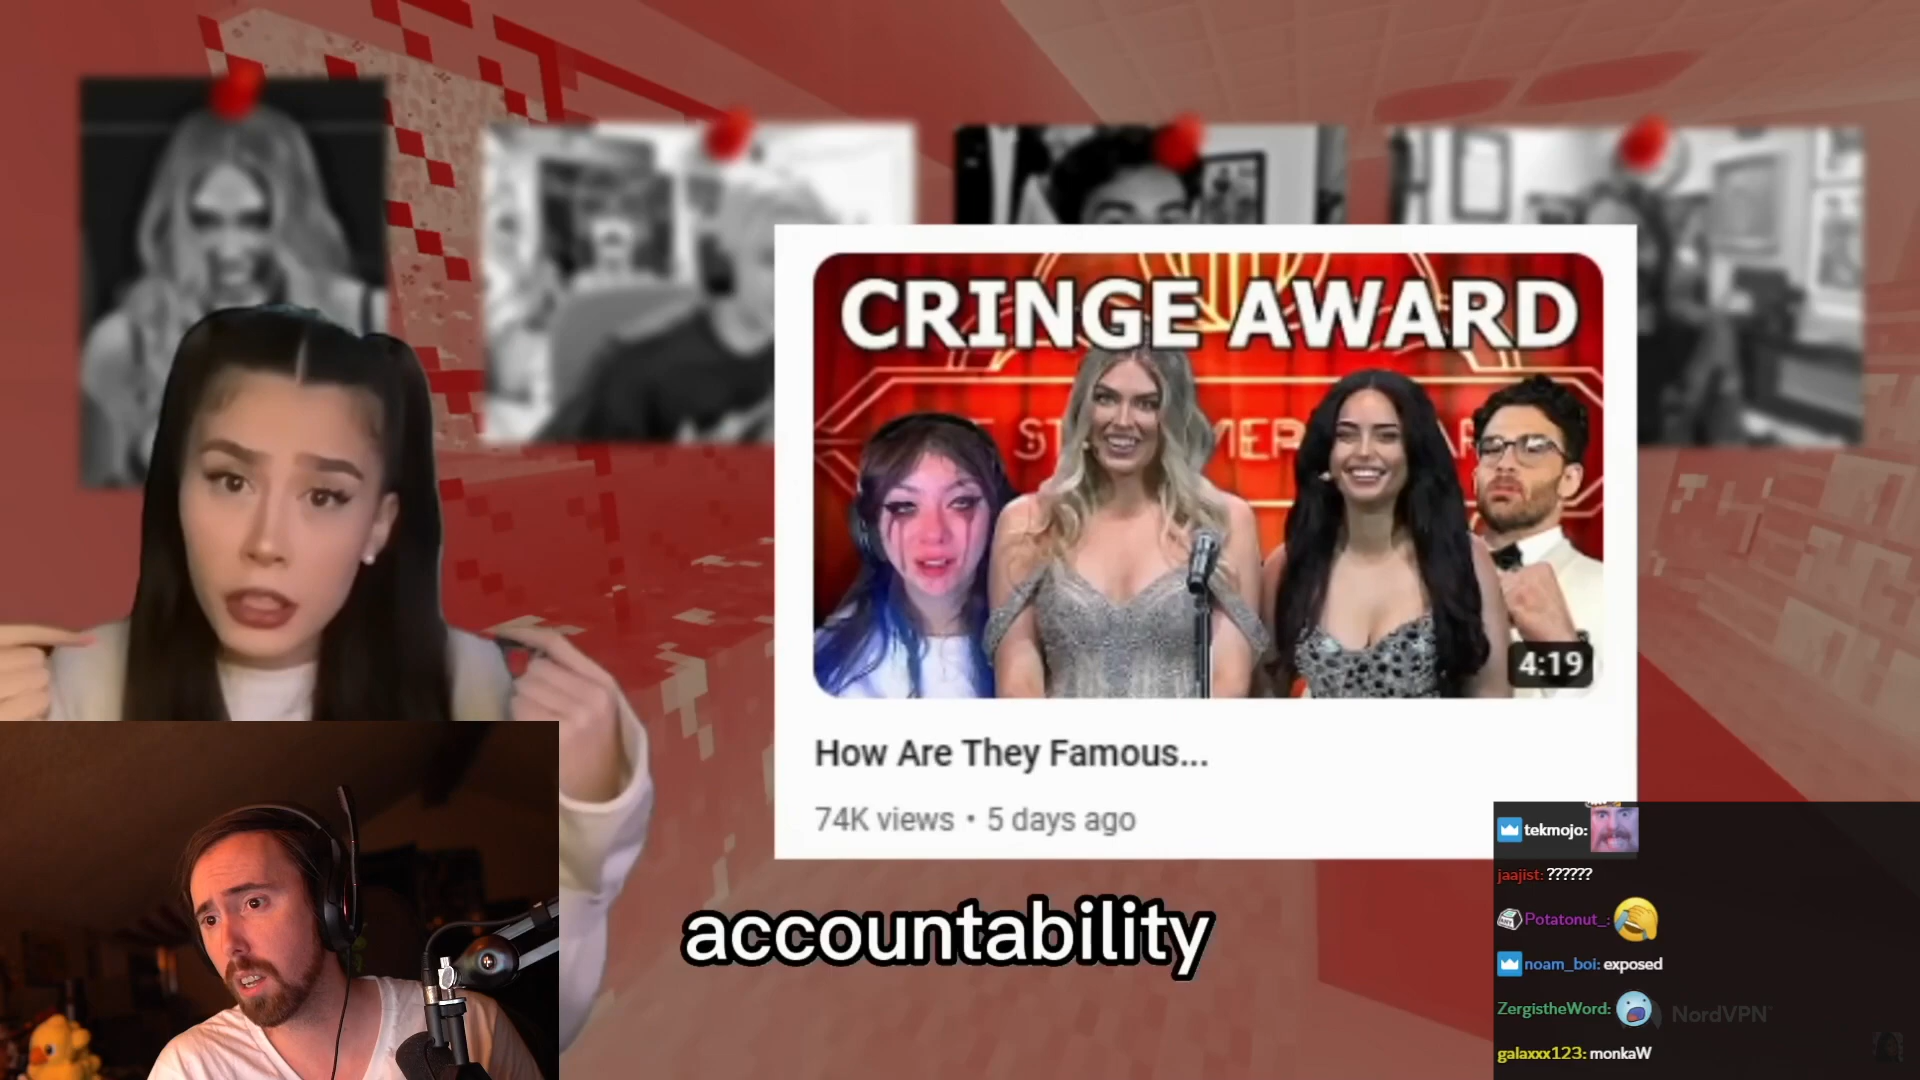 CRINGE AWARD
4:19
How Are They Famous...
74K views • 5 days ago
accountability
tekmojo:
jaajist: ??????
Potatonut_:
noam_boi: exposed
ZergistheWord:
NordVPN
galaxxx123: monkaW